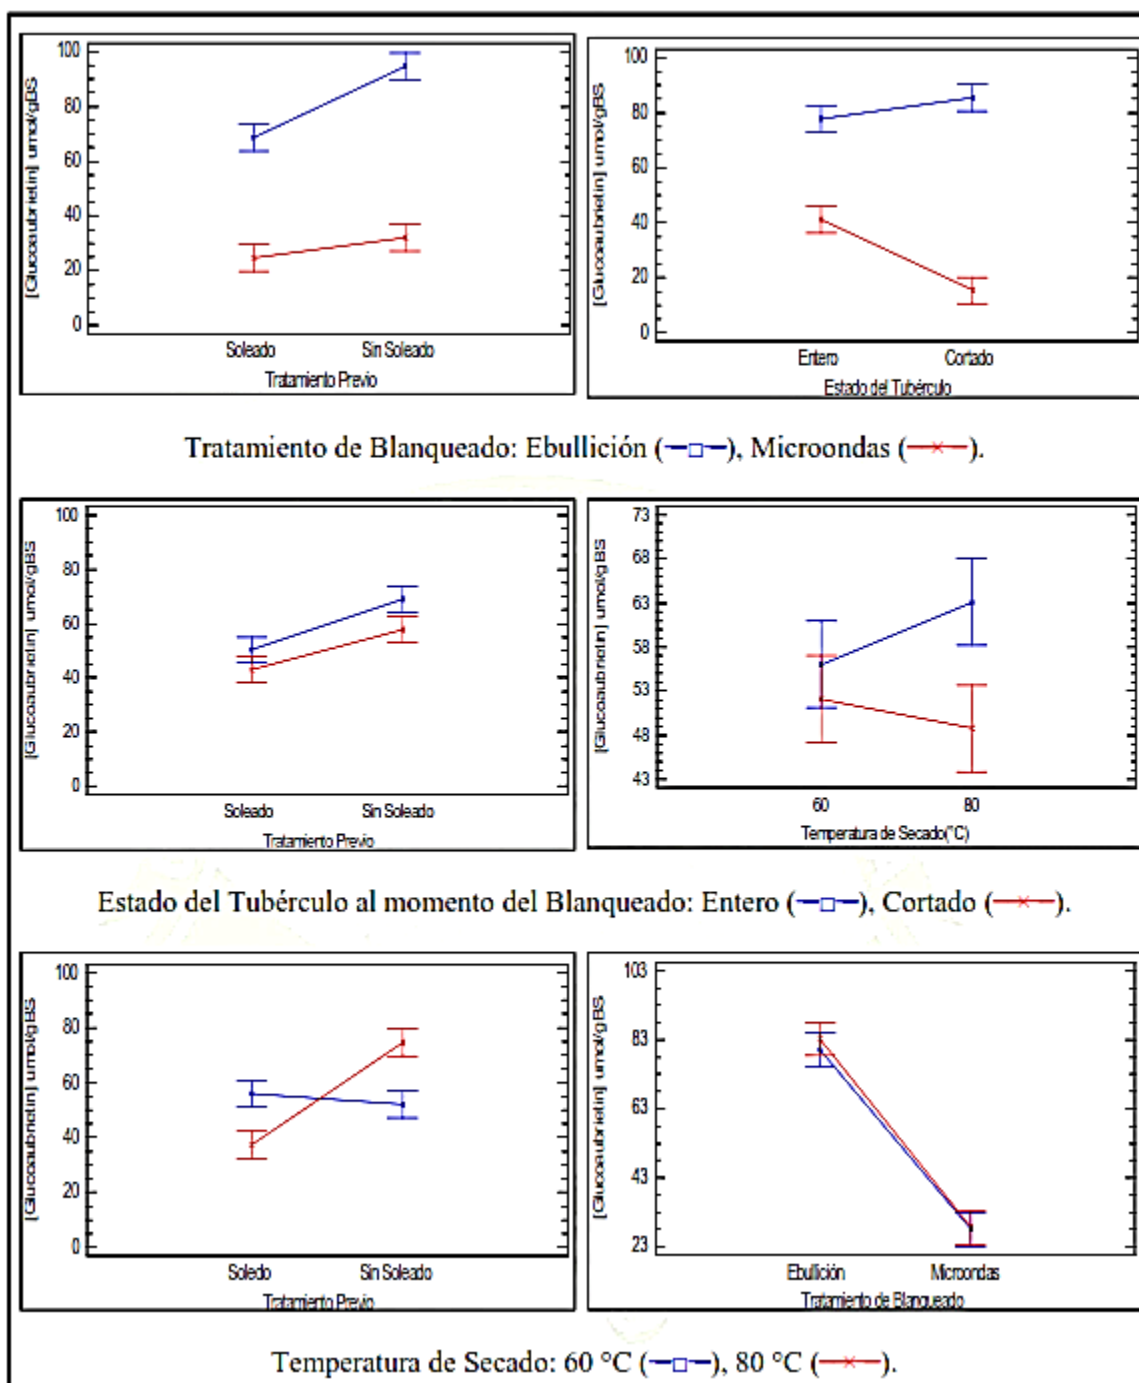 [Glucoaubrietin] umol/gBS
100
80
60
40
20
0
Soleado Sin Soleado
Tratamiento Previo
[Glucoaubrietin] umol/gBS
100
80
60
40
20
0
Entero Cortado
Estado del Tubérculo
Tratamiento de Blanqueado: Ebullición (—□—), Microondas (—×—).
[Glucoaubrietin] umol/gBS
100
80
60
40
20
0
Soleado Sin Soleado
Tratamiento Previo
[Glucoaubrietin] umol/gBS
73
68
63
58
53
48
43
60 80
Temperatura de Secado(°C)
Estado del Tubérculo al momento del Blanqueado: Entero (—□—), Cortado (—×—).
[Glucoaubrietin] umol/gBS
100
80
60
40
20
0
Soledo Sin Soleado
Tratamiento Previo
[Glucoaubrietin] umol/gBS
103
83
63
43
23
Ebullición Microondas
Tratamiento de Blanqueado
Temperatura de Secado: 60 °C (—□—), 80 °C (—×—).